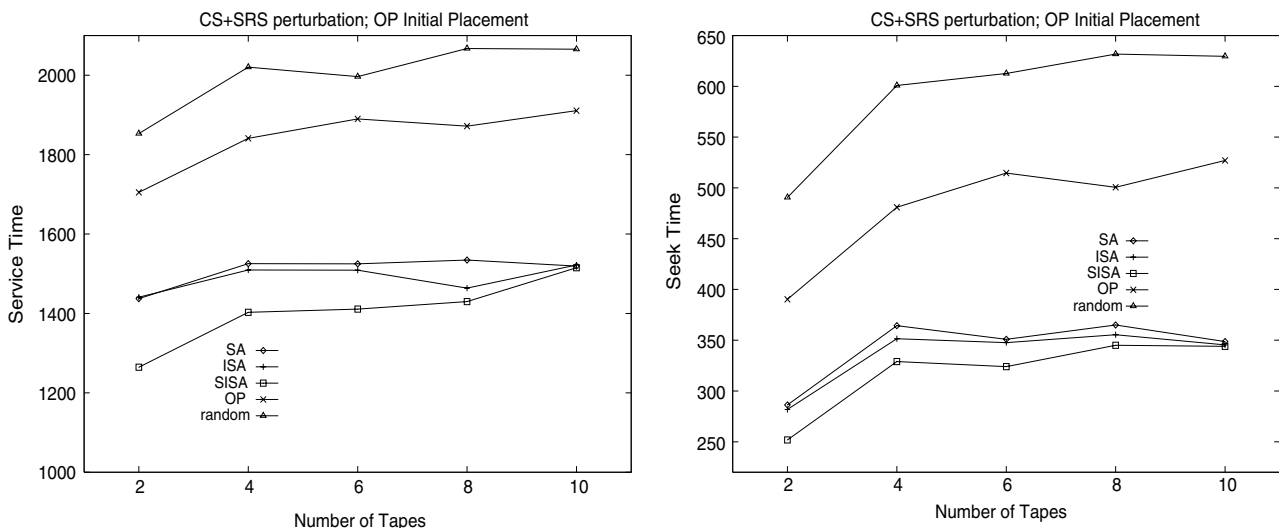 CS+SRS perturbation; OP Initial Placement
Service Time
2000
1800
1600
1400
1200
1000
SA
ISA
SISA
OP
random
2 4 6 8 10
Number of Tapes
CS+SRS perturbation; OP Initial Placement
Seek Time
650
600
550
500
450
400
350
300
250
SA
ISA
SISA
OP
random
2 4 6 8 10
Number of Tapes